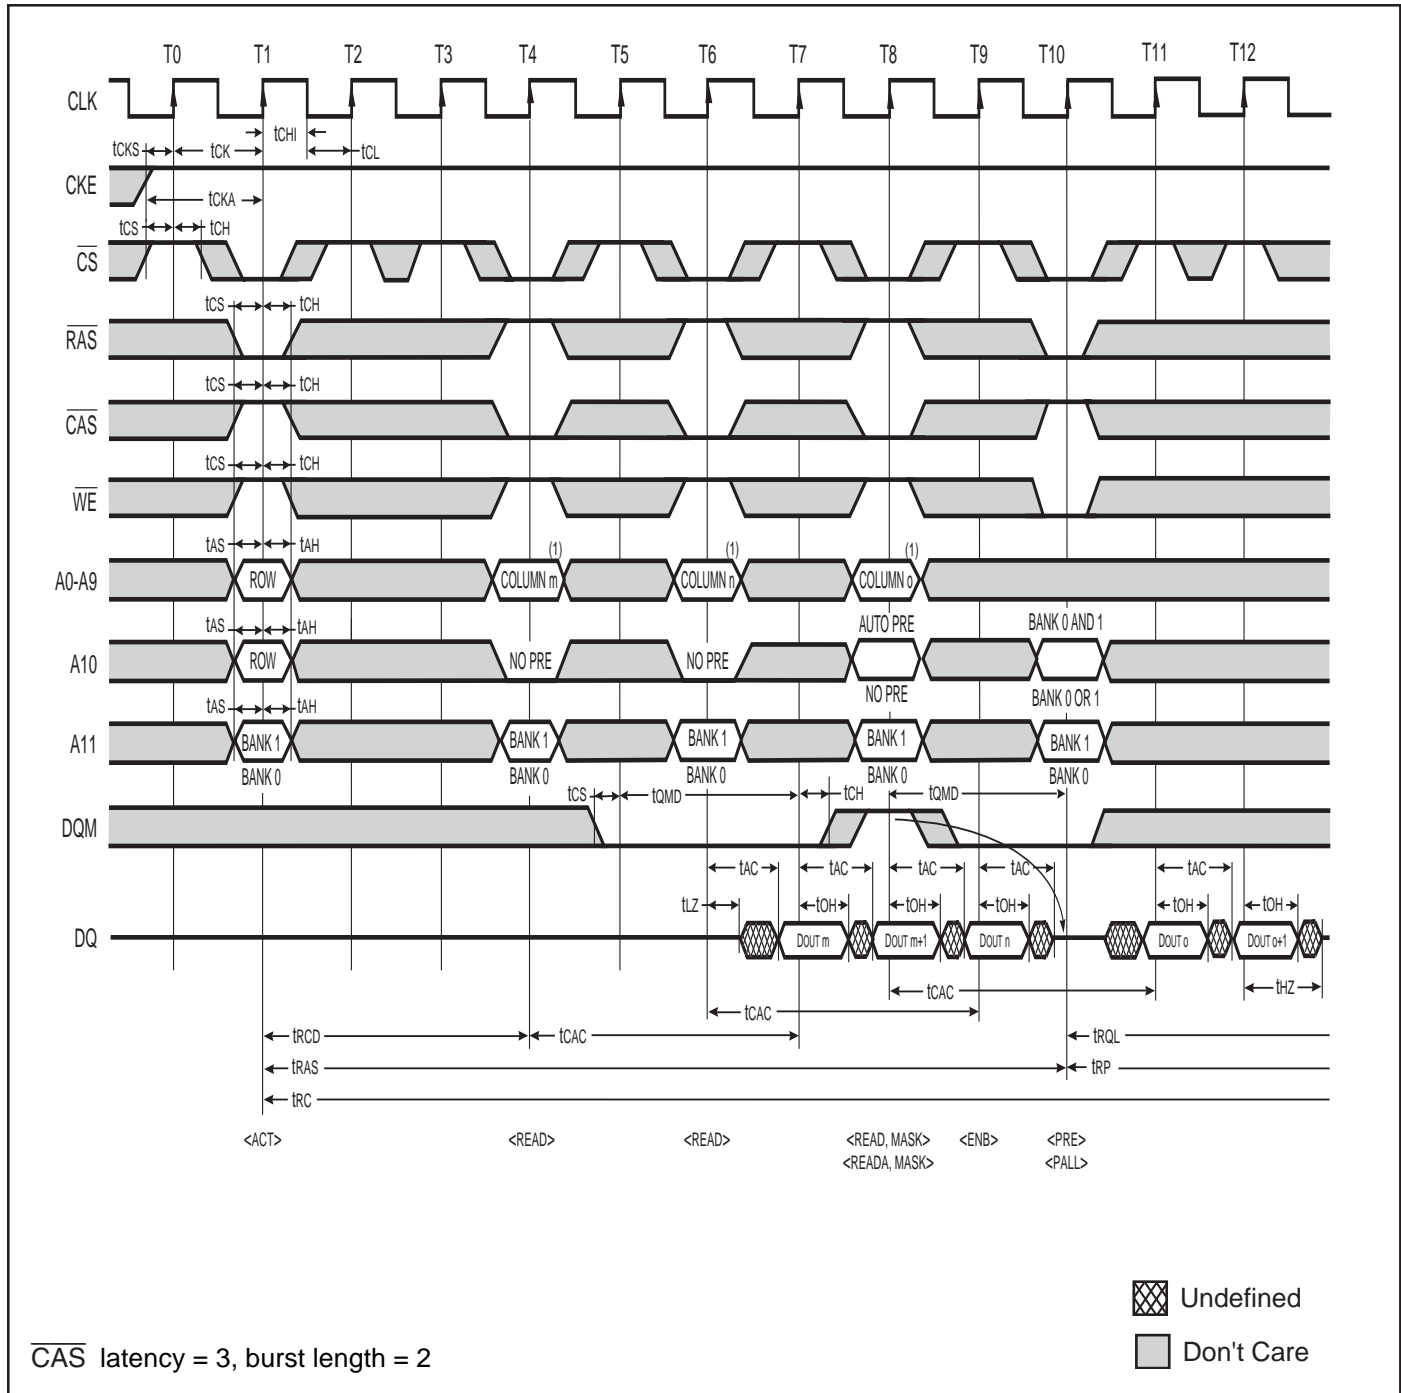 T0 T1 T2 T3 T4 T5 T6 T7 T8 T9 T10 T11 T12
CLK
tCHI
tCKS tCK tCL
CKE
tCKA
tCS tCH
CS
tCS tCH
RAS
tCS tCH
CAS
tCS tCH
WE
tAS tAH (1) (1) (1)
A0-A9 ROW COLUMN m COLUMN n COLUMN o
tAS tAH AUTO PRE BANK 0 AND 1
A10 ROW NO PRE NO PRE
NO PRE BANK 0 OR 1
tAS tAH
A11 BANK 1 BANK 1 BANK 1 BANK 1 BANK 1
BANK 0 BANK 0 BANK 0 BANK 0 BANK 0
tCS tQMD tCH tQMD
DQM
tAC tAC tAC tAC tAC
tLZ tOH tOH tOH tOH tOH
DQ DOUT m DOUT m+1 DOUT n DOUT o DOUT o+1
tCAC tHZ
tCAC
tRCD tCAC tRQL
tRAS tRP
tRC
<ACT> <READ> <READ> <READ, MASK> <ENB> <PRE>
<READA, MASK> <PALL>
Undefined
CAS latency = 3, burst length = 2
Don't Care